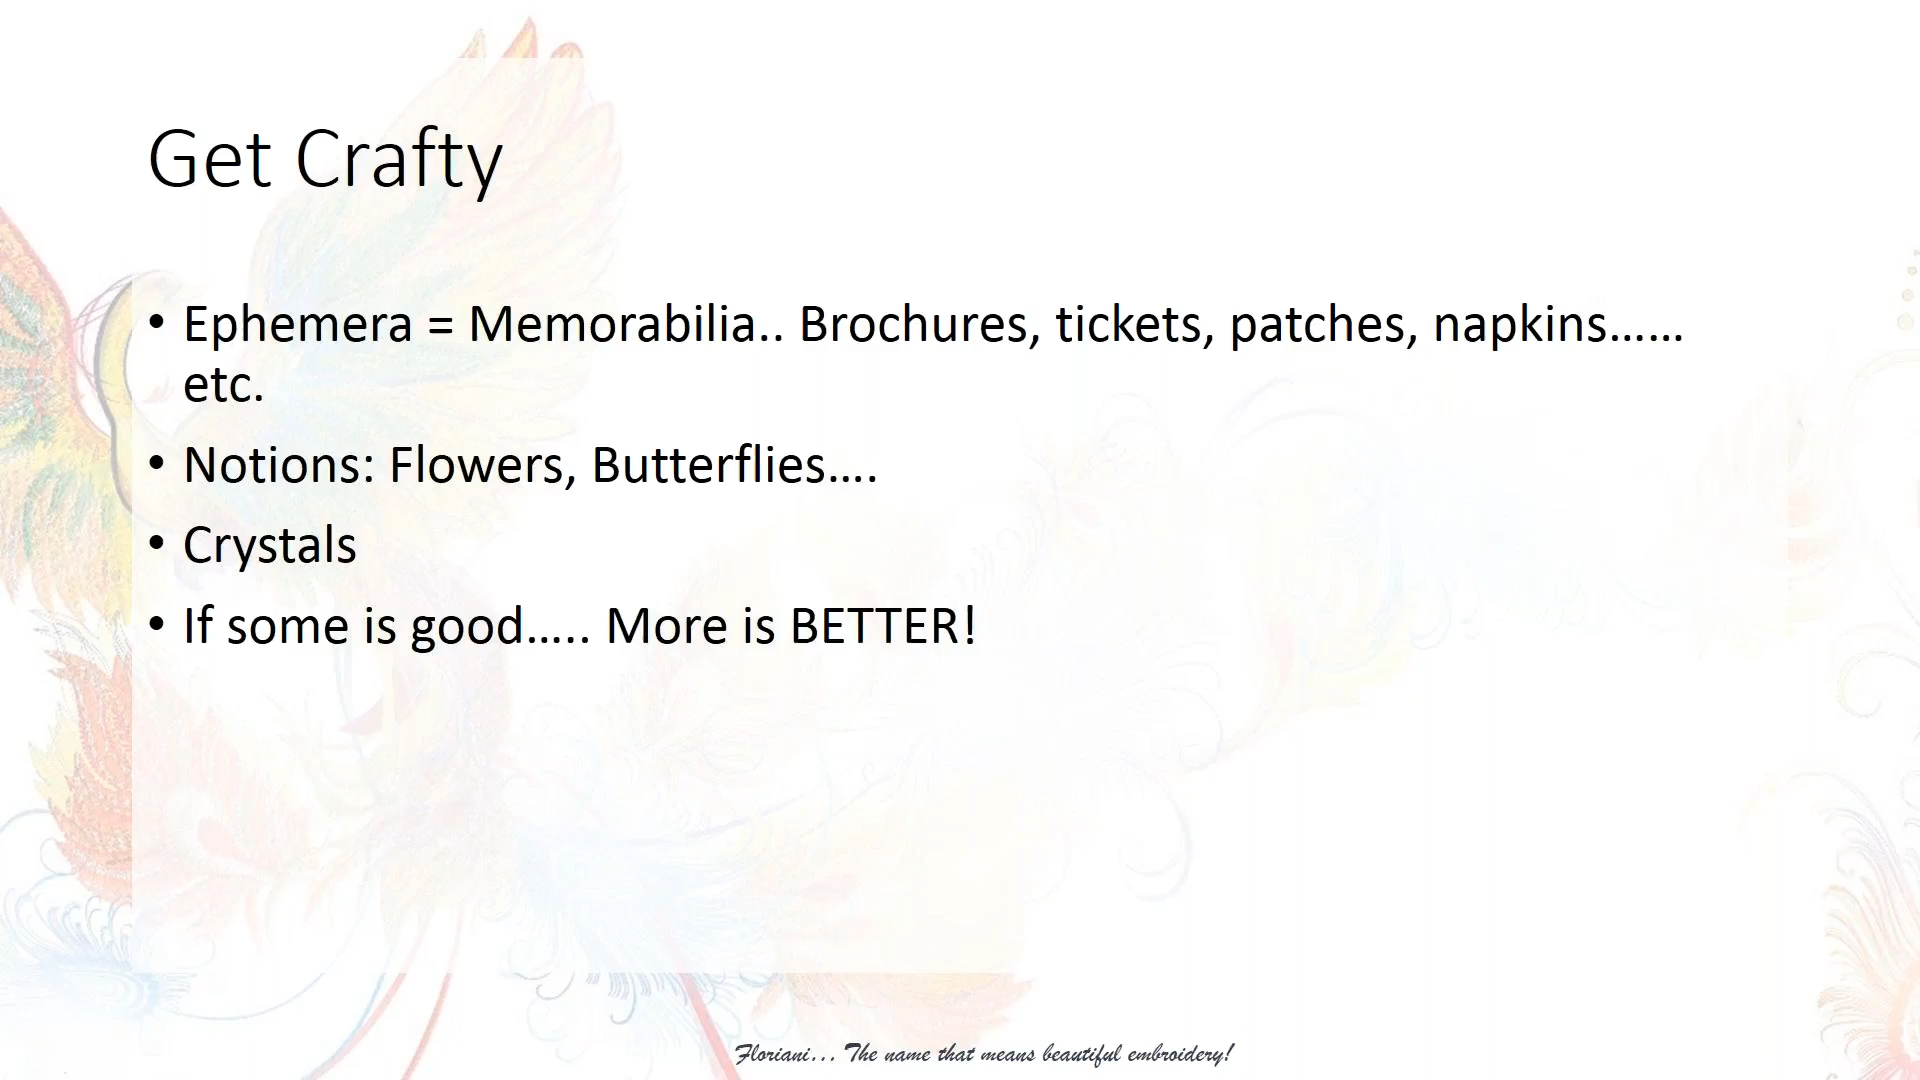 Get Crafty
• Ephemera = Memorabilia.. Brochures, tickets, patches, napkins......
etc.
• Notions: Flowers, Butterflies....
• Crystals
• If some is good..... More is BETTER!
Floriani... The name that means beautiful embroidery!